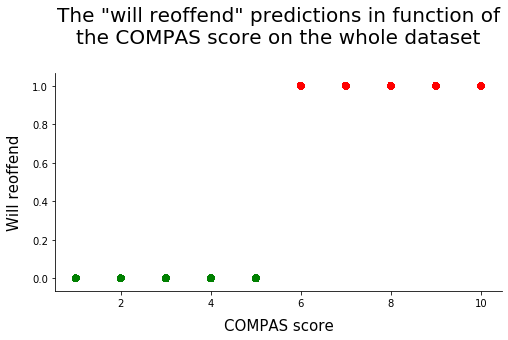 The "will reoffend" predictions in function of
the COMPAS score on the whole dataset
1.0
0.8
0.6
0.4
0.2
0.0
Will reoffend
2 4 6 8 10
COMPAS score